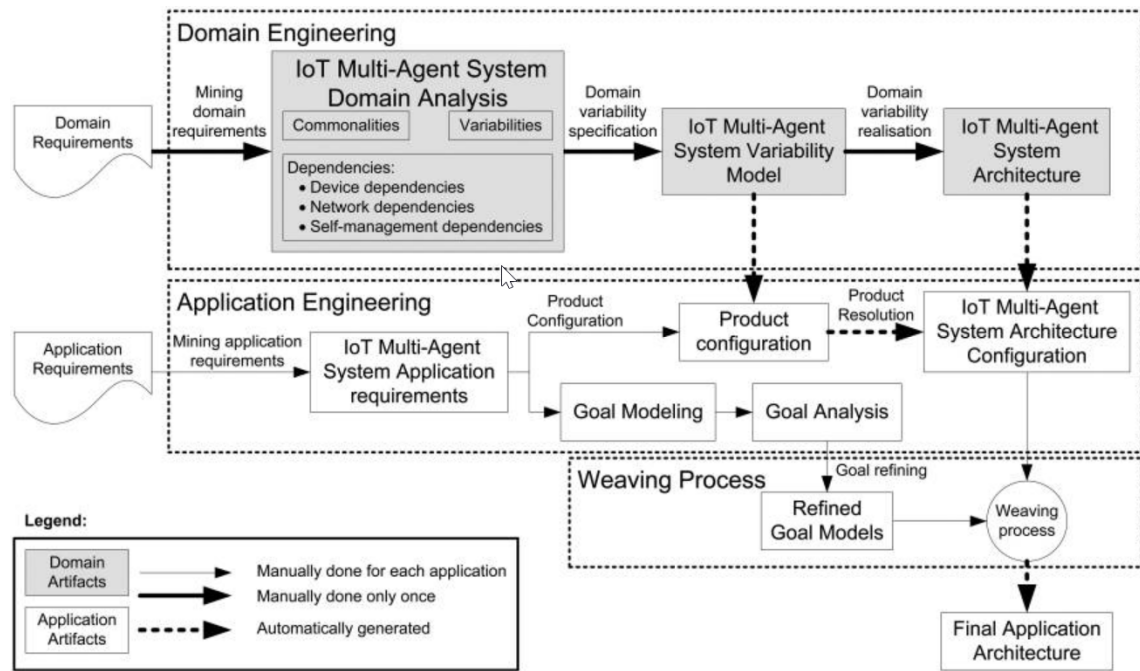 Domain Engineering
IoT Multi-Agent System
Domain Analysis
Commonalities
Variabilities
Dependencies:
• Device dependencies
• Network dependencies
• Self-management dependencies
Domain
Requirements
Mining
domain
requirements
Domain
variability
specification
IoT Multi-Agent
System Variability
Model
Domain
variability
realisation
IoT Multi-Agent
System
Architecture
Application Engineering
Application
Requirements
Mining application
requirements
IoT Multi-Agent
System Application
requirements
Product
Configuration
Product
configuration
Product
Resolution
IoT Multi-Agent
System Architecture
Configuration
Goal Modeling
Goal Analysis
Goal refining
Weaving Process
Refined
Goal Models
Weaving
process
Final Application
Architecture
Legend:
Domain
Artifacts
Application
Artifacts
Manually done for each application
Manually done only once
Automatically generated